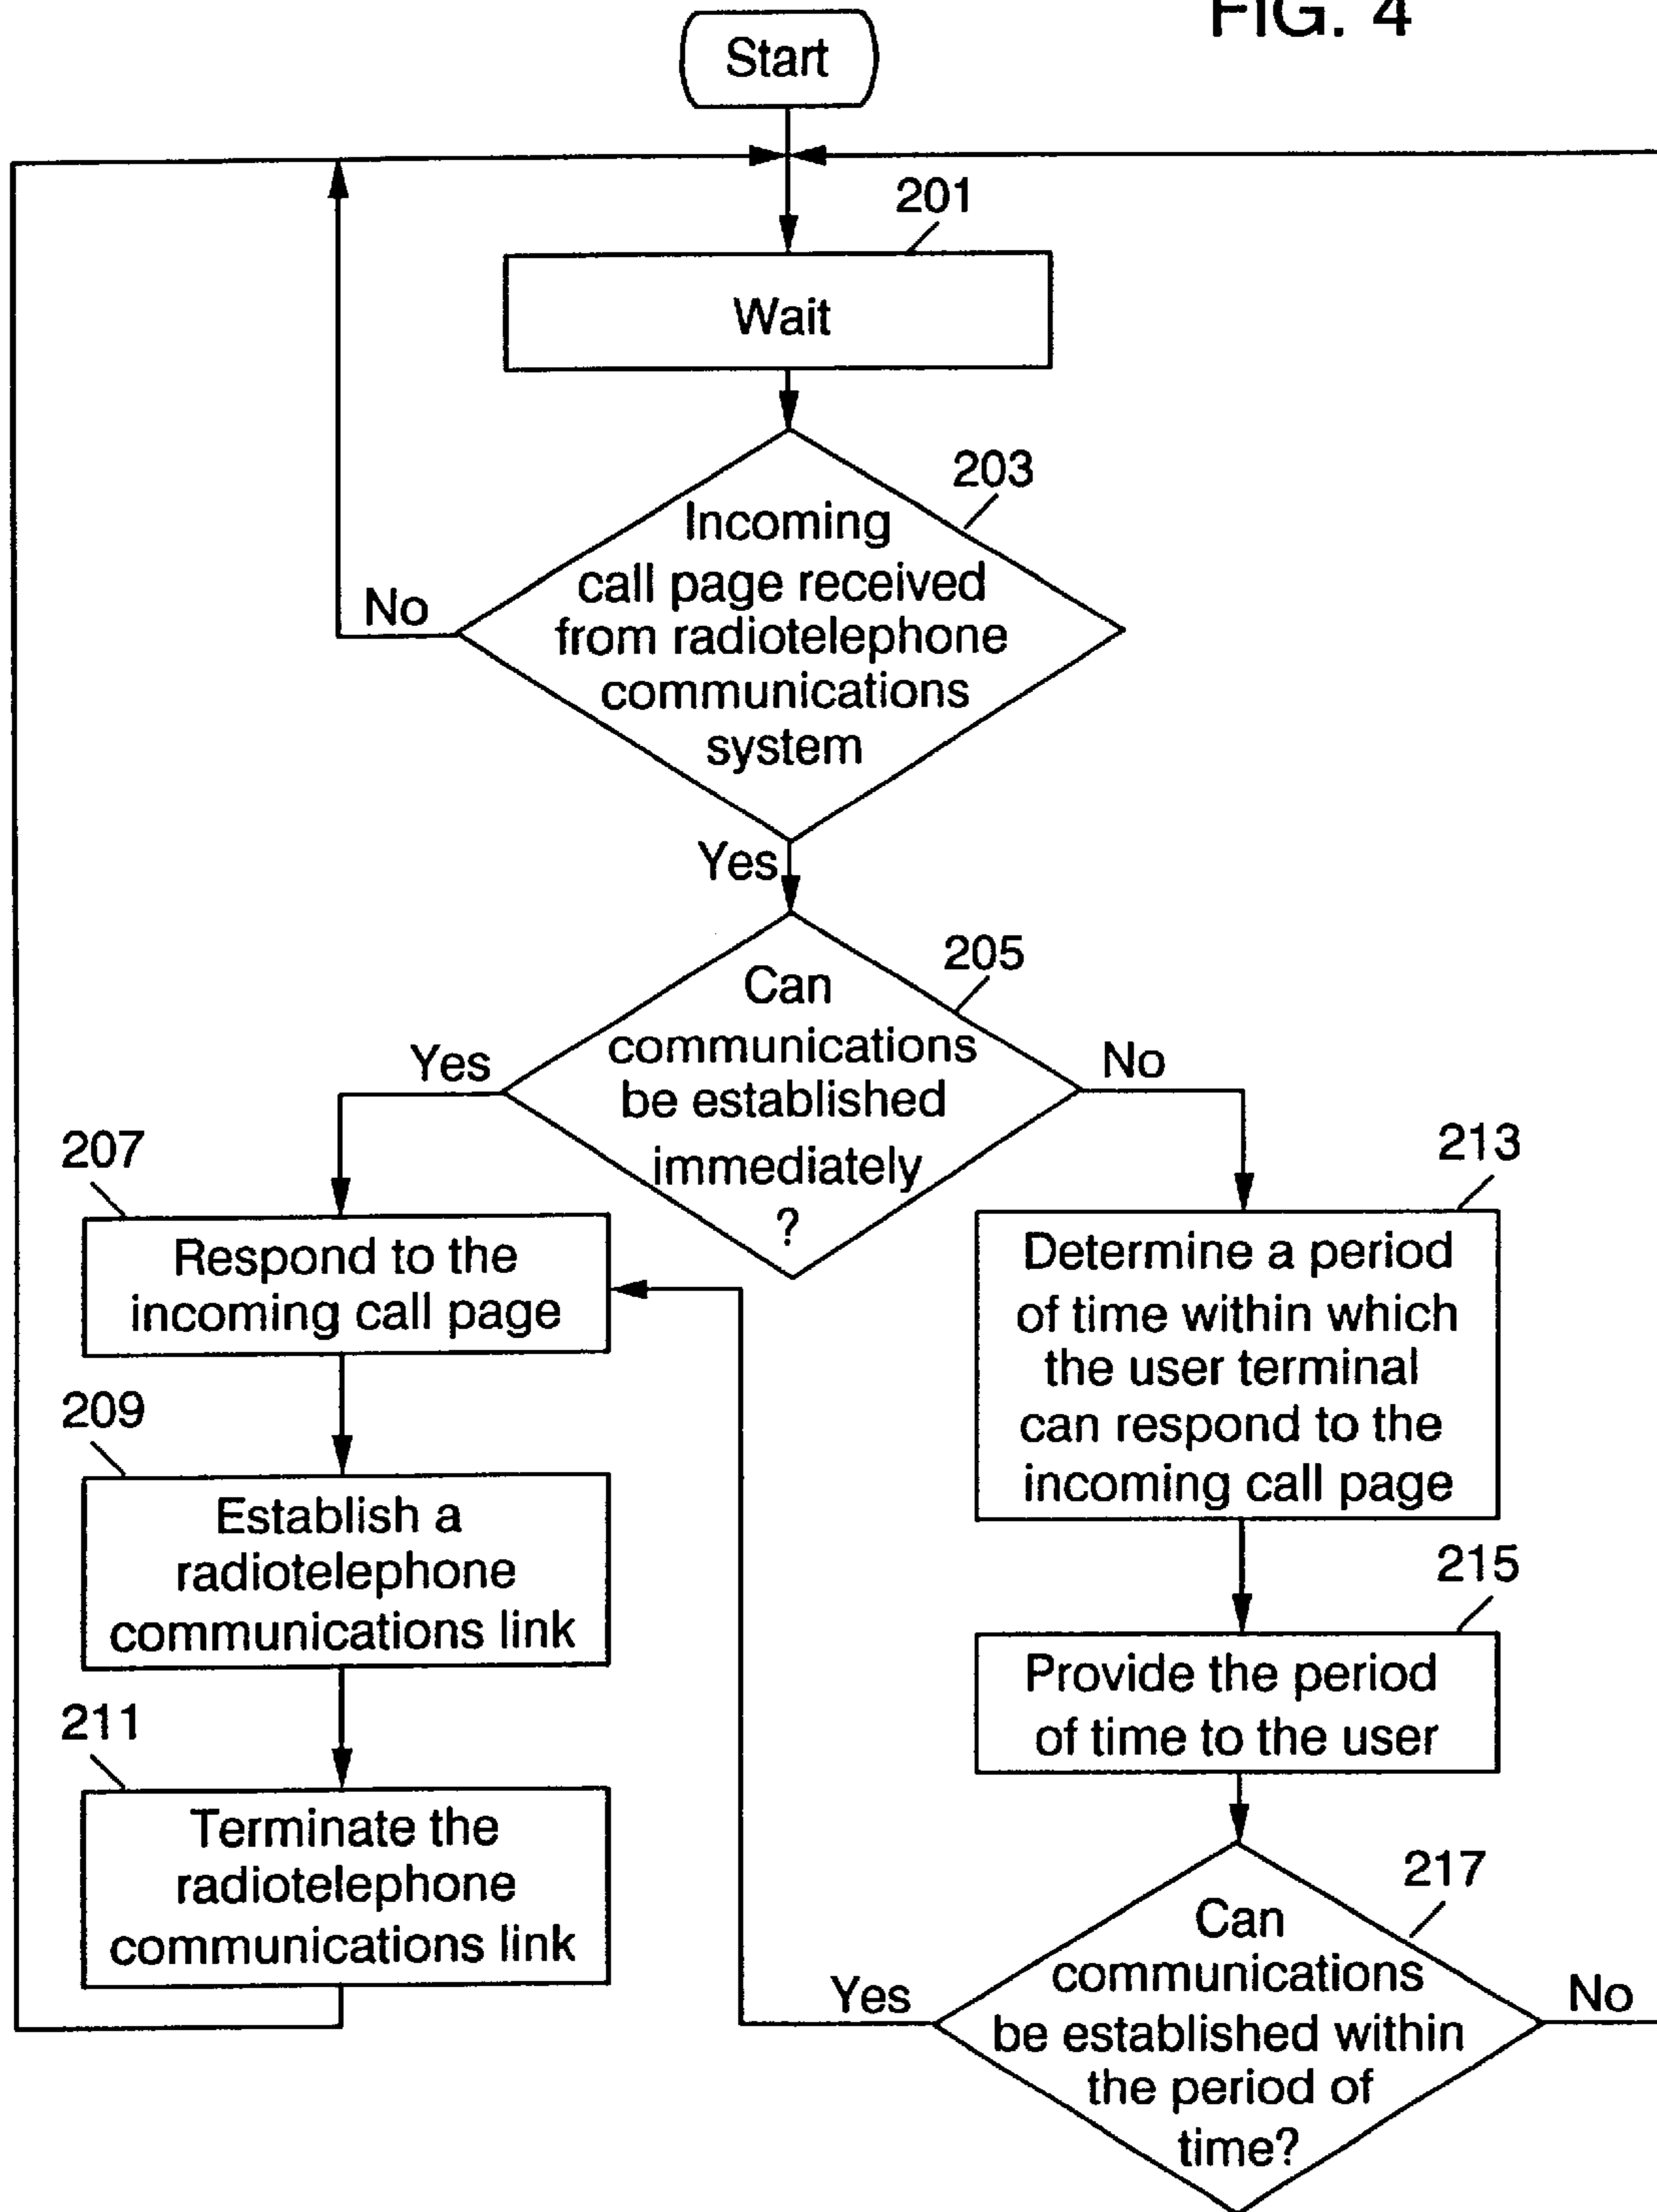 FIG. 4
Start
201
Wait
203
Incoming
call page received
from radiotelephone
communications
system
No
Yes
205
Can
communications
be established
immediately
?
Yes
No
207
Respond to the
incoming call page
213
Determine a period
of time within which
the user terminal
can respond to the
incoming call page
209
Establish a
radiotelephone
communications link
215
Provide the period
of time to the user
211
Terminate the
radiotelephone
communications link
217
Can
communications
be established within
the period of
time?
Yes
No